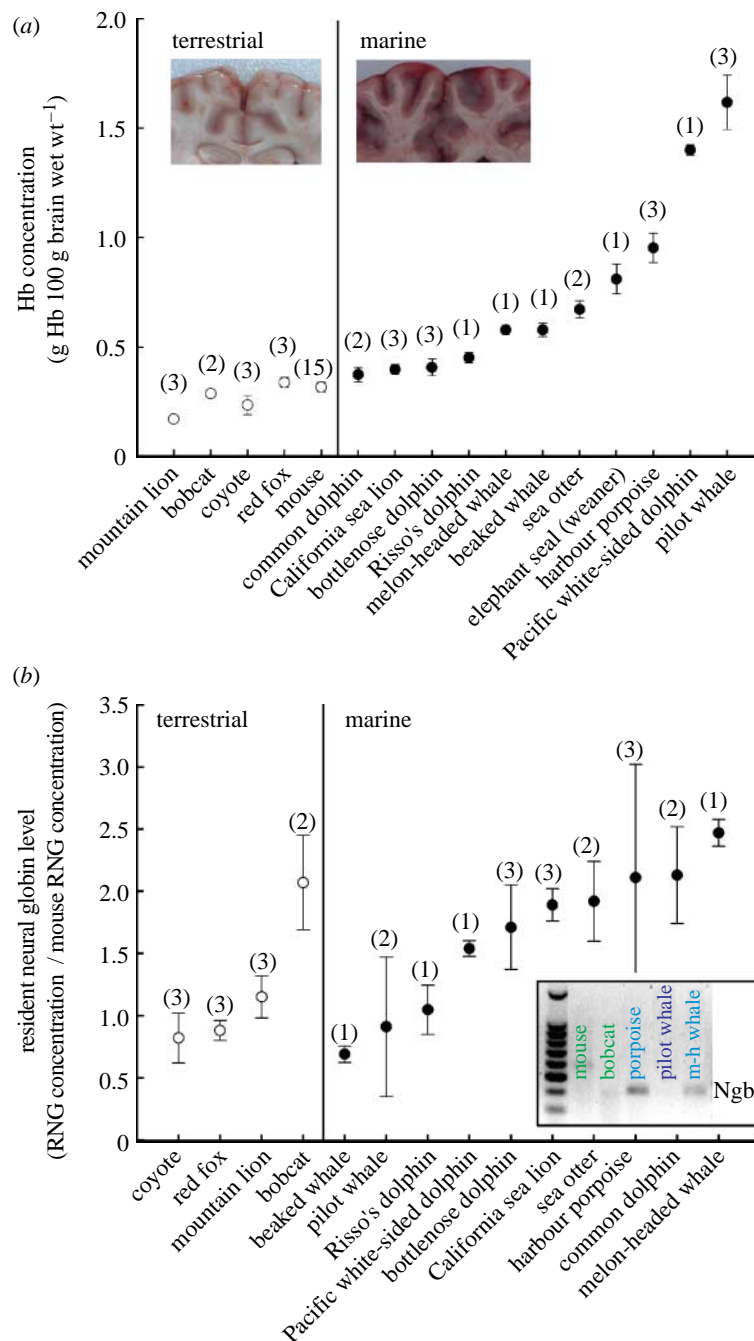 (a)
2.0
terrestrial
marine
(3)
(1)
1.5
Hb concentration
(g Hb 100 g brain wet wt⁻¹)
1.0
(3)
(1)
(2)
(1)
(1)
0.5
(3)
(2)
(3)
(3)
(15)
(2)
(3)
(3)
(1)
0
mountain lion
bobcat
coyote
red fox
mouse
common dolphin
California sea lion
bottlenose dolphin
Risso's dolphin
melon-headed whale
beaked whale
sea otter
elephant seal (weaner)
harbour porpoise
Pacific white-sided dolphin
pilot whale
(b)
3.5
terrestrial
marine
3.0
(3)
(1)
(2)
2.5
(2)
(2)
(3)
(3)
2.0
(2)
(1)
1.5
(3)
(1)
(3)
(3)
1.0
(1)
0.5
0
resident neural globin level
(RNG concentration / mouse RNG concentration)
mouse
bobcat
porpoise
pilot whale
m-h whale
Ngb
coyote
red fox
mountain lion
bobcat
beaked whale
pilot whale
Risso's dolphin
Pacific white-sided dolphin
bottlenose dolphin
California sea lion
sea otter
harbour porpoise
common dolphin
melon-headed whale